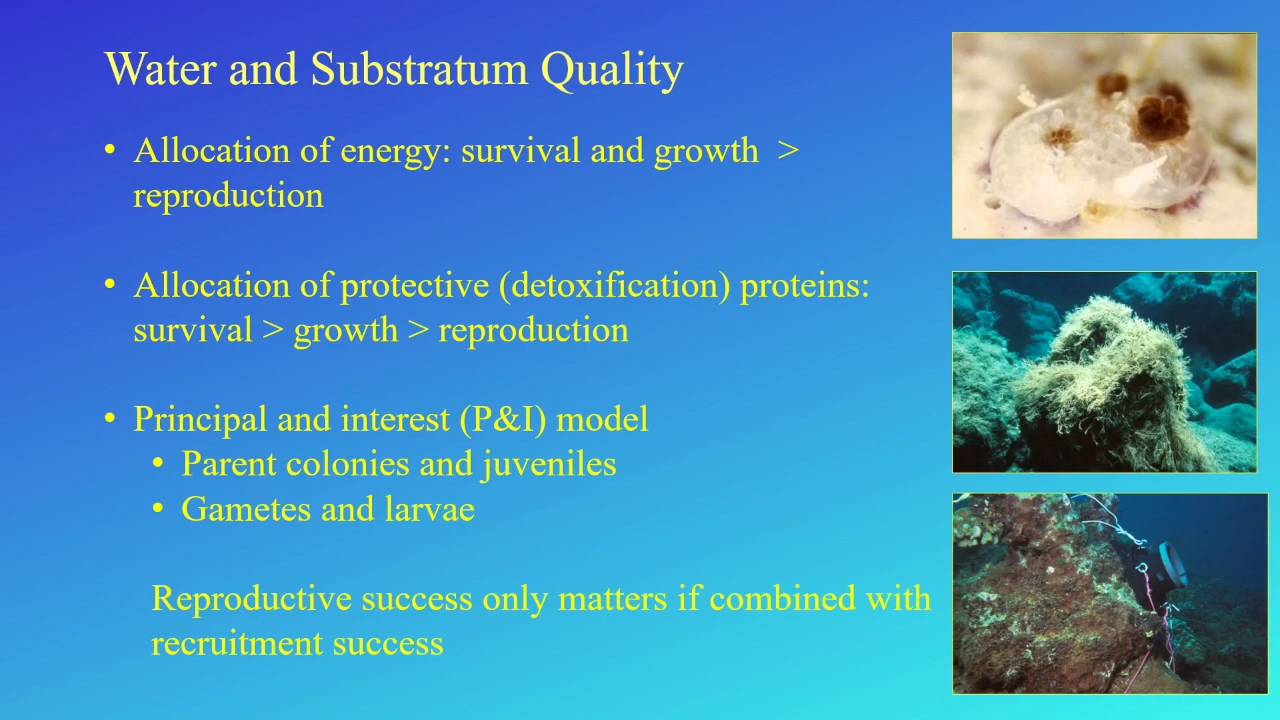 Water and Substratum Quality
• Allocation of energy: survival and growth  >
reproduction
• Allocation of protective (detoxification) proteins:
survival > growth > reproduction
• Principal and interest (P&I) model
• Parent colonies and juveniles
• Gametes and larvae
Reproductive success only matters if combined with
recruitment success